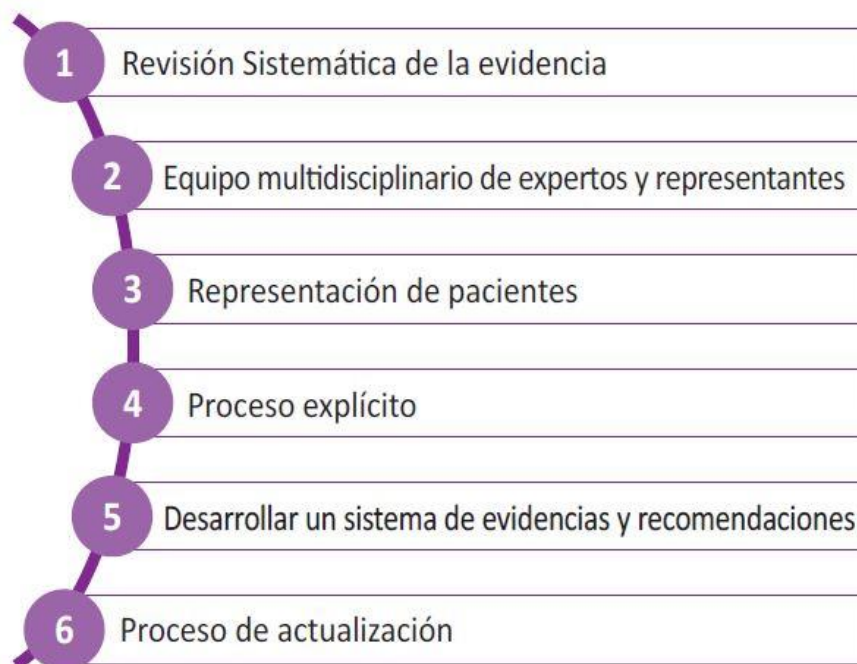 1 Revisión Sistemática de la evidencia
2 Equipo multidisciplinario de expertos y representantes
3 Representación de pacientes
4 Proceso explícito
5 Desarrollar un sistema de evidencias y recomendaciones
6 Proceso de actualización